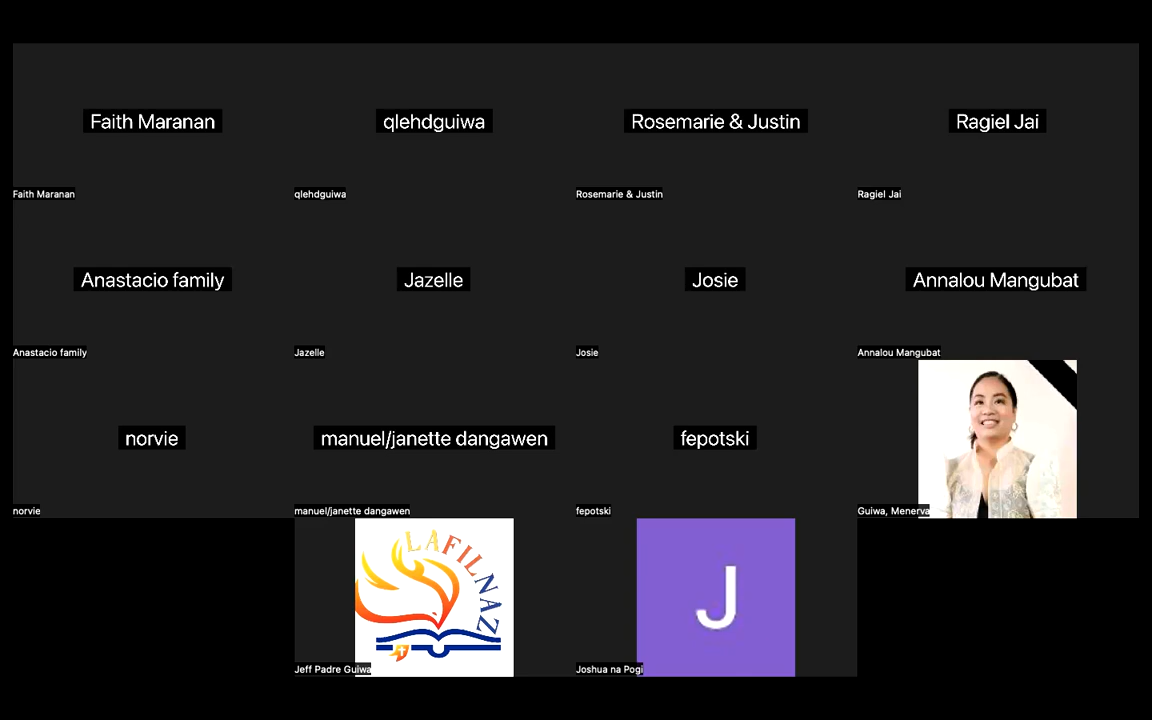 Faith Maranan
qlehdguiwa
Rosemarie & Justin
Ragiel Jai
Faith Maranan
qlehdguiwa
Rosemarie & Justin
Ragiel Jai
Anastacio family
Jazelle
Josie
Annalou Mangubat
Anastacio family
Jazelle
Josie
Annalou Mangubat
norvie
manuel/janette dangawen
fepotski
norvie
manuel/janette dangawen
fepotski
Guiwa, Menerva
LAFILNAZ
J
Jeff Padre Guiwa
Joshua na Pogi